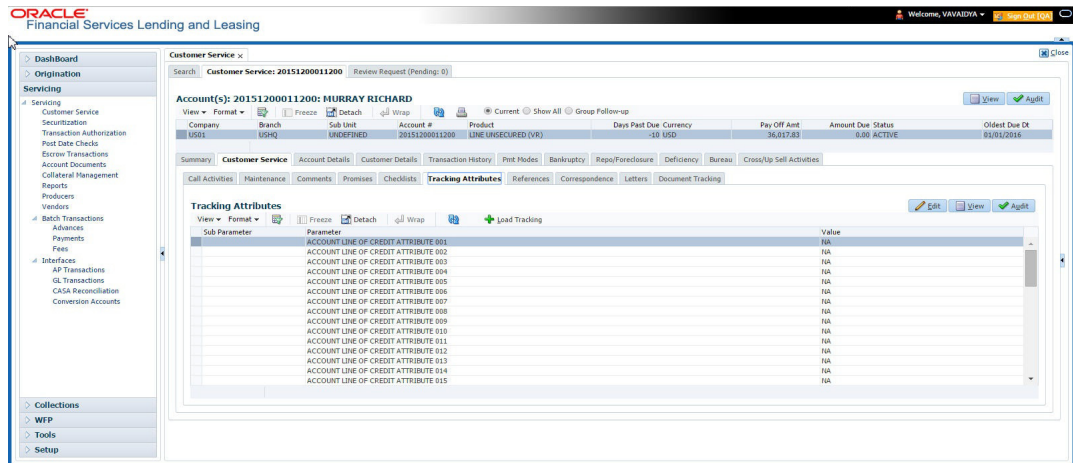 ORACLE®
Financial Services Lending and Leasing
Welcome, VAVAIDYA
Sign Out [QA]
Close
DashBoard
Origination
Servicing
Servicing
Customer Service
Securitization
Transaction Authorization
Post Date Checks
Escrow Transactions
Account Documents
Collateral Management
Reports
Producers
Vendors
Batch Transactions
Advances
Payments
Fees
Interfaces
AP Transactions
GL Transactions
CASA Reconciliation
Conversion Accounts
Collections
WFP
Tools
Setup
Customer Service ×
Search Customer Service: 20151200011200 Review Request (Pending: 0)
Account(s): 20151200011200: MURRAY RICHARD
View Audit
View Format Freeze Detach Wrap Current Show All Group Follow-up
Company Branch Sub Unit Account # Product Days Past Due Currency Pay Off Amt Amount Due Status Oldest Due Dt
US01 USHQ UNDEFINED 20151200011200 LINE UNSECURED (VR) -10 USD 36,017.83 0.00 ACTIVE 01/01/2016
Summary Customer Service Account Details Customer Details Transaction History Pmt Modes Bankruptcy Repo/Foreclosure Deficiency Bureau Cross/Up Sell Activities
Call Activities Maintenance Comments Promises Checklists Tracking Attributes References Correspondence Letters Document Tracking
Tracking Attributes
Edit View Audit
View Format Freeze Detach Wrap Load Tracking
Sub Parameter Parameter Value
ACCOUNT LINE OF CREDIT ATTRIBUTE 001 NA
ACCOUNT LINE OF CREDIT ATTRIBUTE 002 NA
ACCOUNT LINE OF CREDIT ATTRIBUTE 003 NA
ACCOUNT LINE OF CREDIT ATTRIBUTE 004 NA
ACCOUNT LINE OF CREDIT ATTRIBUTE 005 NA
ACCOUNT LINE OF CREDIT ATTRIBUTE 006 NA
ACCOUNT LINE OF CREDIT ATTRIBUTE 007 NA
ACCOUNT LINE OF CREDIT ATTRIBUTE 008 NA
ACCOUNT LINE OF CREDIT ATTRIBUTE 009 NA
ACCOUNT LINE OF CREDIT ATTRIBUTE 010 NA
ACCOUNT LINE OF CREDIT ATTRIBUTE 011 NA
ACCOUNT LINE OF CREDIT ATTRIBUTE 012 NA
ACCOUNT LINE OF CREDIT ATTRIBUTE 013 NA
ACCOUNT LINE OF CREDIT ATTRIBUTE 014 NA
ACCOUNT LINE OF CREDIT ATTRIBUTE 015 NA